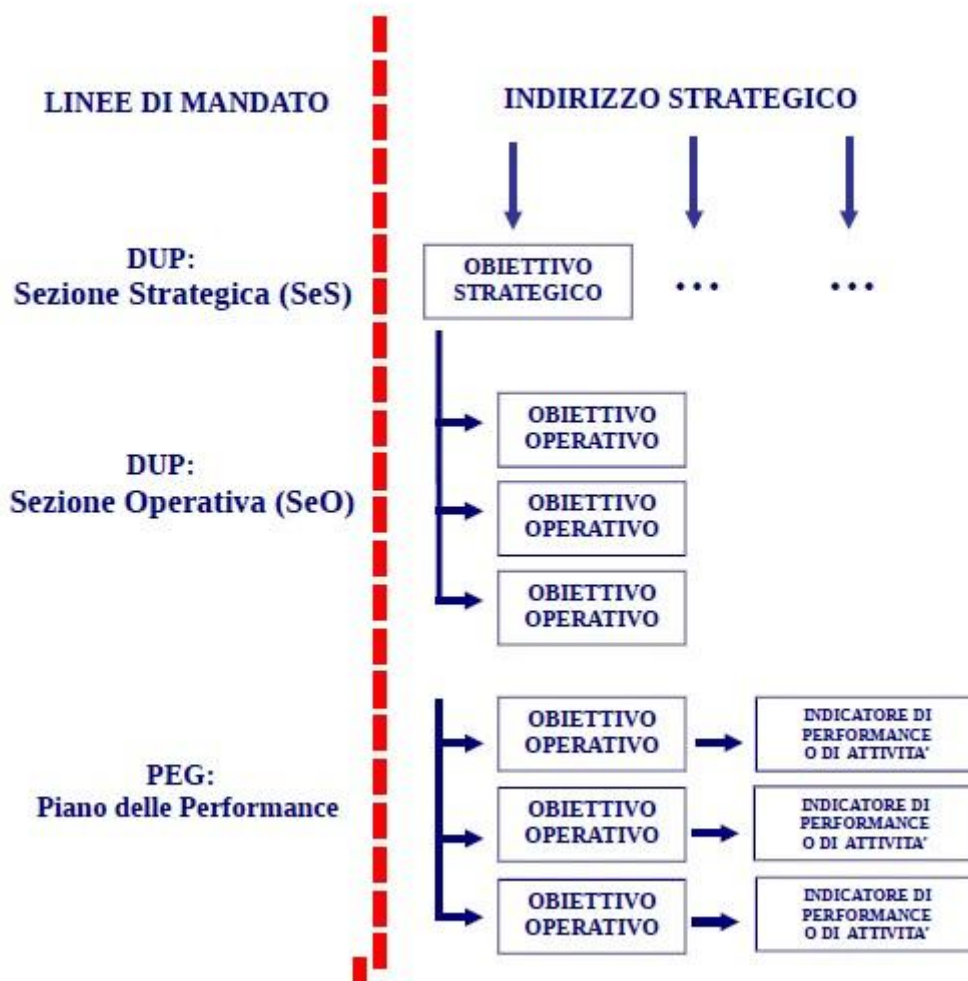 LINEE DI MANDATO
INDIRIZZO STRATEGICO
DUP:
Sezione Strategica (SeS)
OBIETTIVO
STRATEGICO
...
...
DUP:
Sezione Operativa (SeO)
OBIETTIVO
OPERATIVO
OBIETTIVO
OPERATIVO
OBIETTIVO
OPERATIVO
PEG:
Piano delle Performance
OBIETTIVO
OPERATIVO
INDICATORE DI
PERFORMANCE
O DI ATTIVITA'
OBIETTIVO
OPERATIVO
INDICATORE DI
PERFORMANCE
O DI ATTIVITA'
OBIETTIVO
OPERATIVO
INDICATORE DI
PERFORMANCE
O DI ATTIVITA'